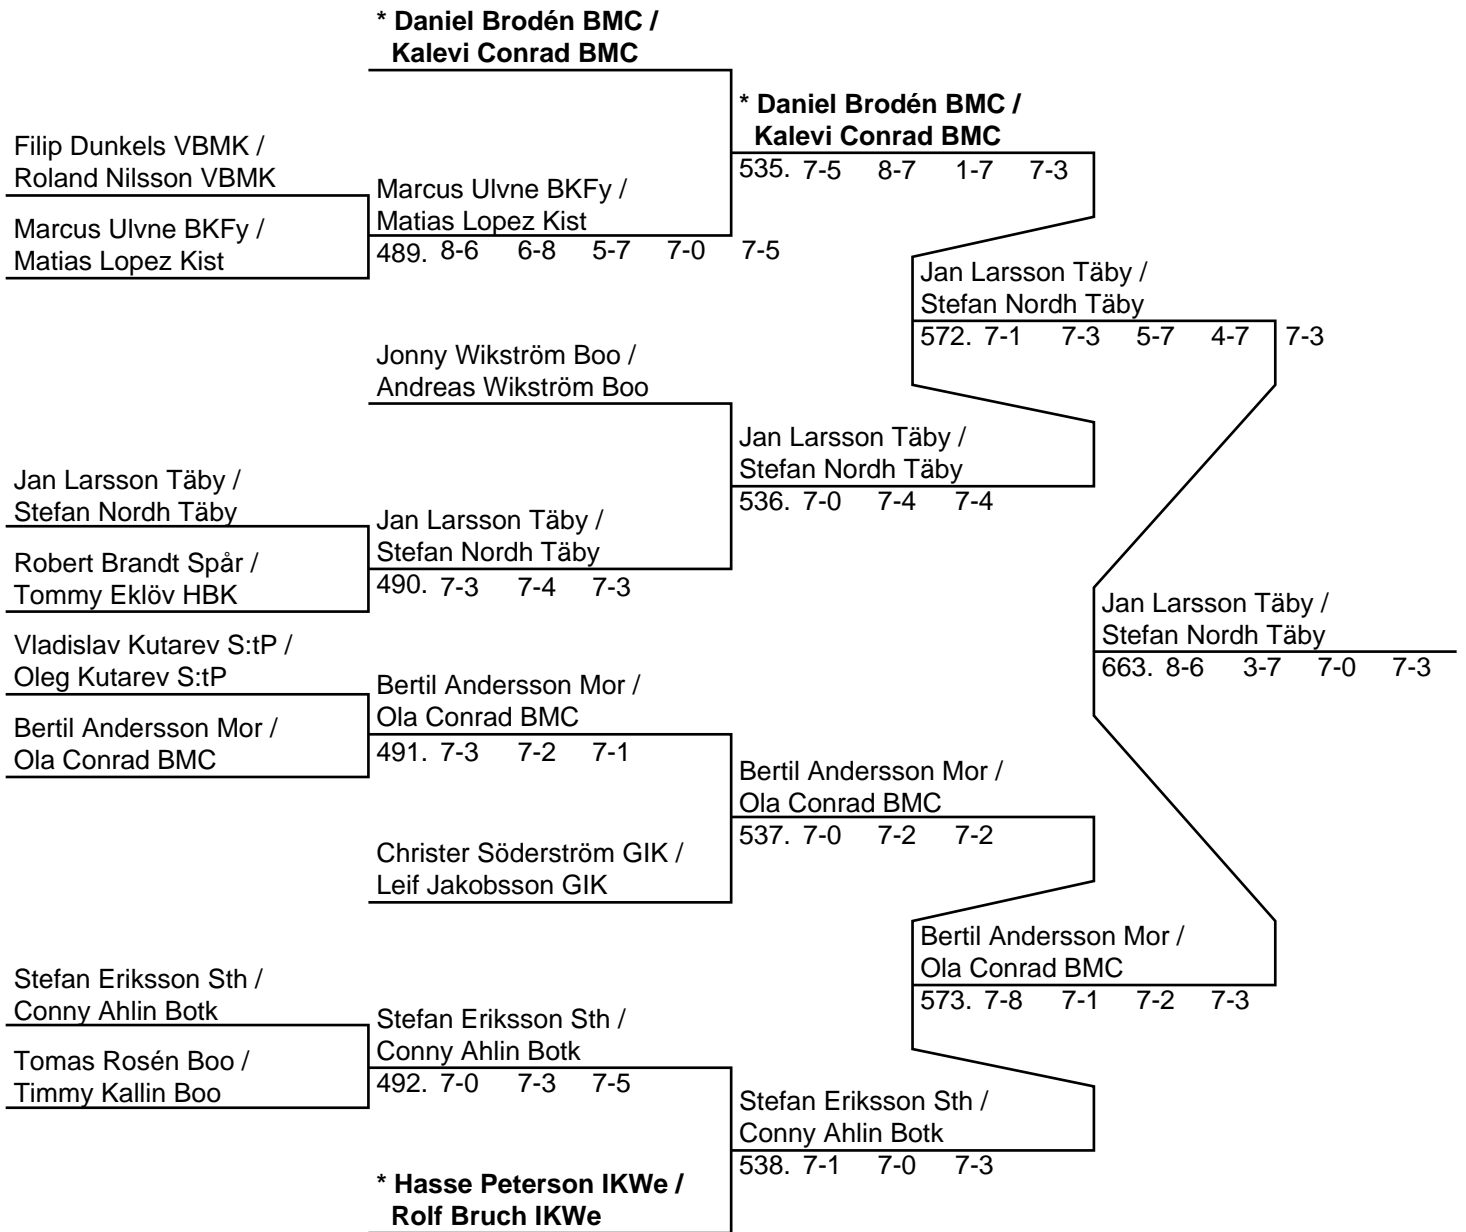 * Daniel Brodén BMC /
Kalevi Conrad BMC
* Daniel Brodén BMC /
Kalevi Conrad BMC
535. 7-5 8-7 1-7 7-3
Filip Dunkels VBMK /
Roland Nilsson VBMK
Marcus Ulvne BKFy /
Matias Lopez Kist
Marcus Ulvne BKFy /
Matias Lopez Kist
489. 8-6 6-8 5-7 7-0 7-5
Jan Larsson Täby /
Stefan Nordh Täby
572. 7-1 7-3 5-7 4-7 7-3
Jonny Wikström Boo /
Andreas Wikström Boo
Jan Larsson Täby /
Stefan Nordh Täby
536. 7-0 7-4 7-4
Jan Larsson Täby /
Stefan Nordh Täby
Robert Brandt Spår /
Tommy Eklöv HBK
Jan Larsson Täby /
Stefan Nordh Täby
490. 7-3 7-4 7-3
Jan Larsson Täby /
Stefan Nordh Täby
663. 8-6 3-7 7-0 7-3
Vladislav Kutarev S:tP /
Oleg Kutarev S:tP
Bertil Andersson Mor /
Ola Conrad BMC
Bertil Andersson Mor /
Ola Conrad BMC
491. 7-3 7-2 7-1
Bertil Andersson Mor /
Ola Conrad BMC
537. 7-0 7-2 7-2
Christer Söderström GIK /
Leif Jakobsson GIK
Bertil Andersson Mor /
Ola Conrad BMC
573. 7-8 7-1 7-2 7-3
Stefan Eriksson Sth /
Conny Ahlin Botk
Tomas Rosén Boo /
Timmy Kallin Boo
Stefan Eriksson Sth /
Conny Ahlin Botk
492. 7-0 7-3 7-5
Stefan Eriksson Sth /
Conny Ahlin Botk
538. 7-1 7-0 7-3
* Hasse Peterson IKWe /
Rolf Bruch IKWe